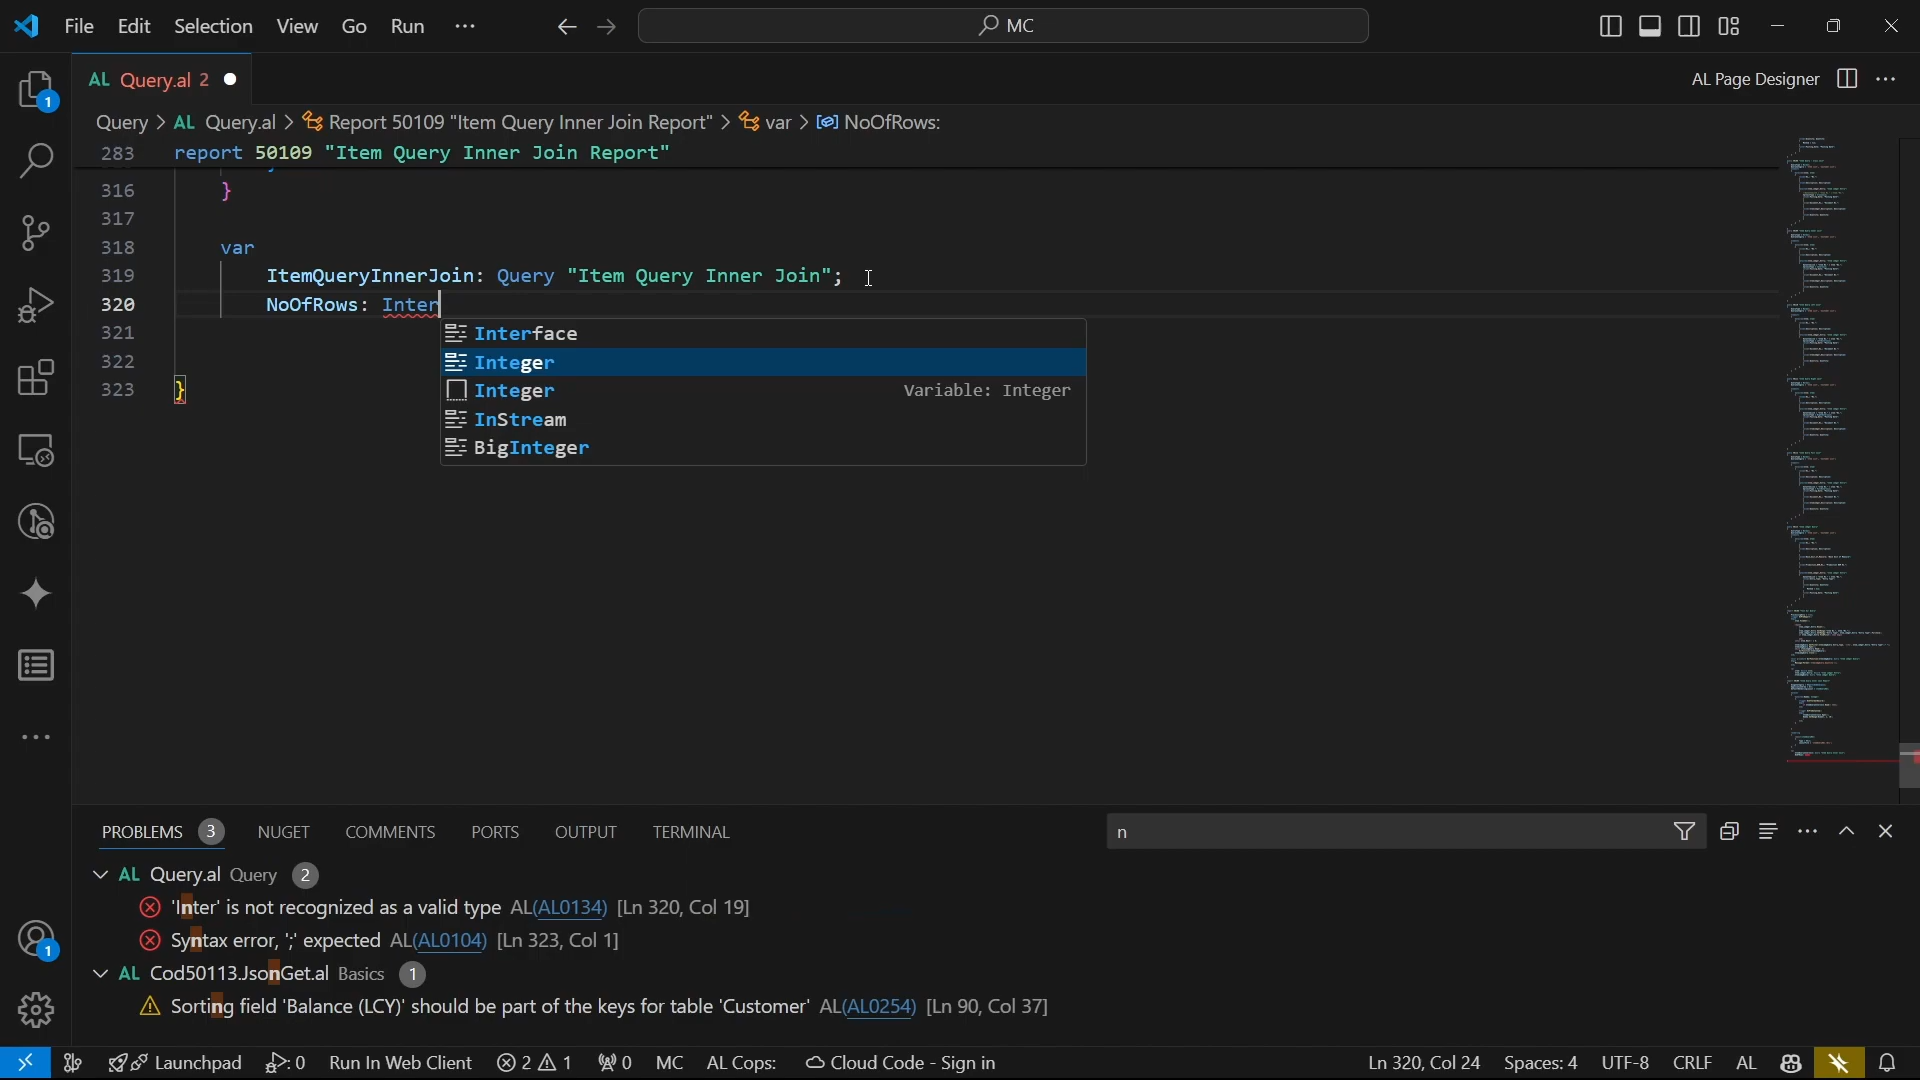 File Edit Selection View Go Run ··· MC
AL Query.al 2 AL Page Designer
Query > AL Query.al > Report 50109 "Item Query Inner Join Report" > var > NoOfRows:
283 report 50109 "Item Query Inner Join Report"
316 }
317
318 var
319 ItemQueryInnerJoin: Query "Item Query Inner Join";
320 NoOfRows: Inter
Interface
321
Integer
322
Integer Variable: Integer
323 }
InStream
BigInteger
PROBLEMS 3 NUGET COMMENTS PORTS OUTPUT TERMINAL n
AL Query.al Query 2
'Inter' is not recognized as a valid type AL(AL0134) [Ln 320, Col 19]
Syntax error, ';' expected AL(AL0104) [Ln 323, Col 1]
AL Cod50113.JsonGet.al Basics 1
Sorting field 'Balance (LCY)' should be part of the keys for table 'Customer' AL(AL0254) [Ln 90, Col 37]
Launchpad : 0 Run In Web Client 2 1 0 MC AL Cops: Cloud Code - Sign in Ln 320, Col 24 Spaces: 4 UTF-8 CRLF AL
1
1